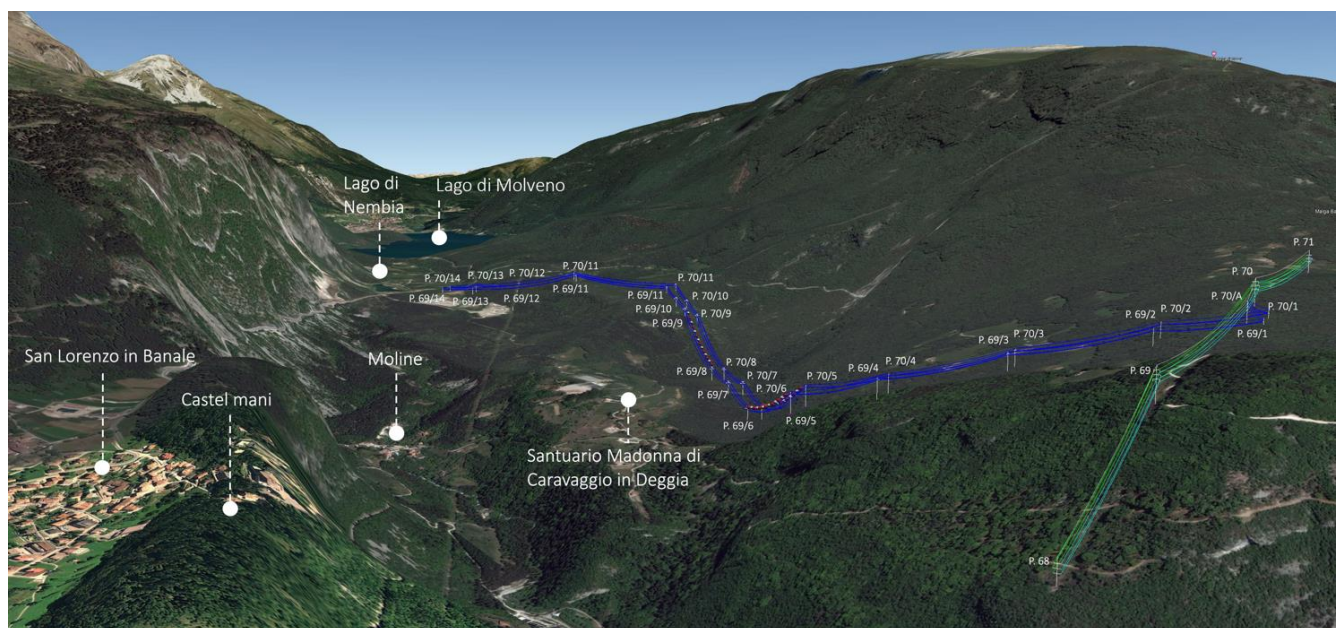 Lago di
Nembia
Lago di Molveno
P. 71
P. 70
P. 70/14
P. 70/13
P. 70/12
P. 70/11
P. 70/11
P. 70/A
P. 70/1
P. 69/14
P. 69/13
P. 69/12
P. 69/11
P. 69/11
P. 70/10
P. 69/10
P. 70/9
P. 69/9
P. 69/2
P. 70/2
P. 69/1
P. 69/3
P. 70/3
San Lorenzo in Banale
Moline
P. 69/8
P. 70/8
P. 70/7
P. 69/4
P. 70/4
P. 69
Castel mani
P. 69/7
P. 70/6
P. 70/5
P. 69/6
P. 69/5
Santuario Madonna di
Caravaggio in Deggia
P. 68